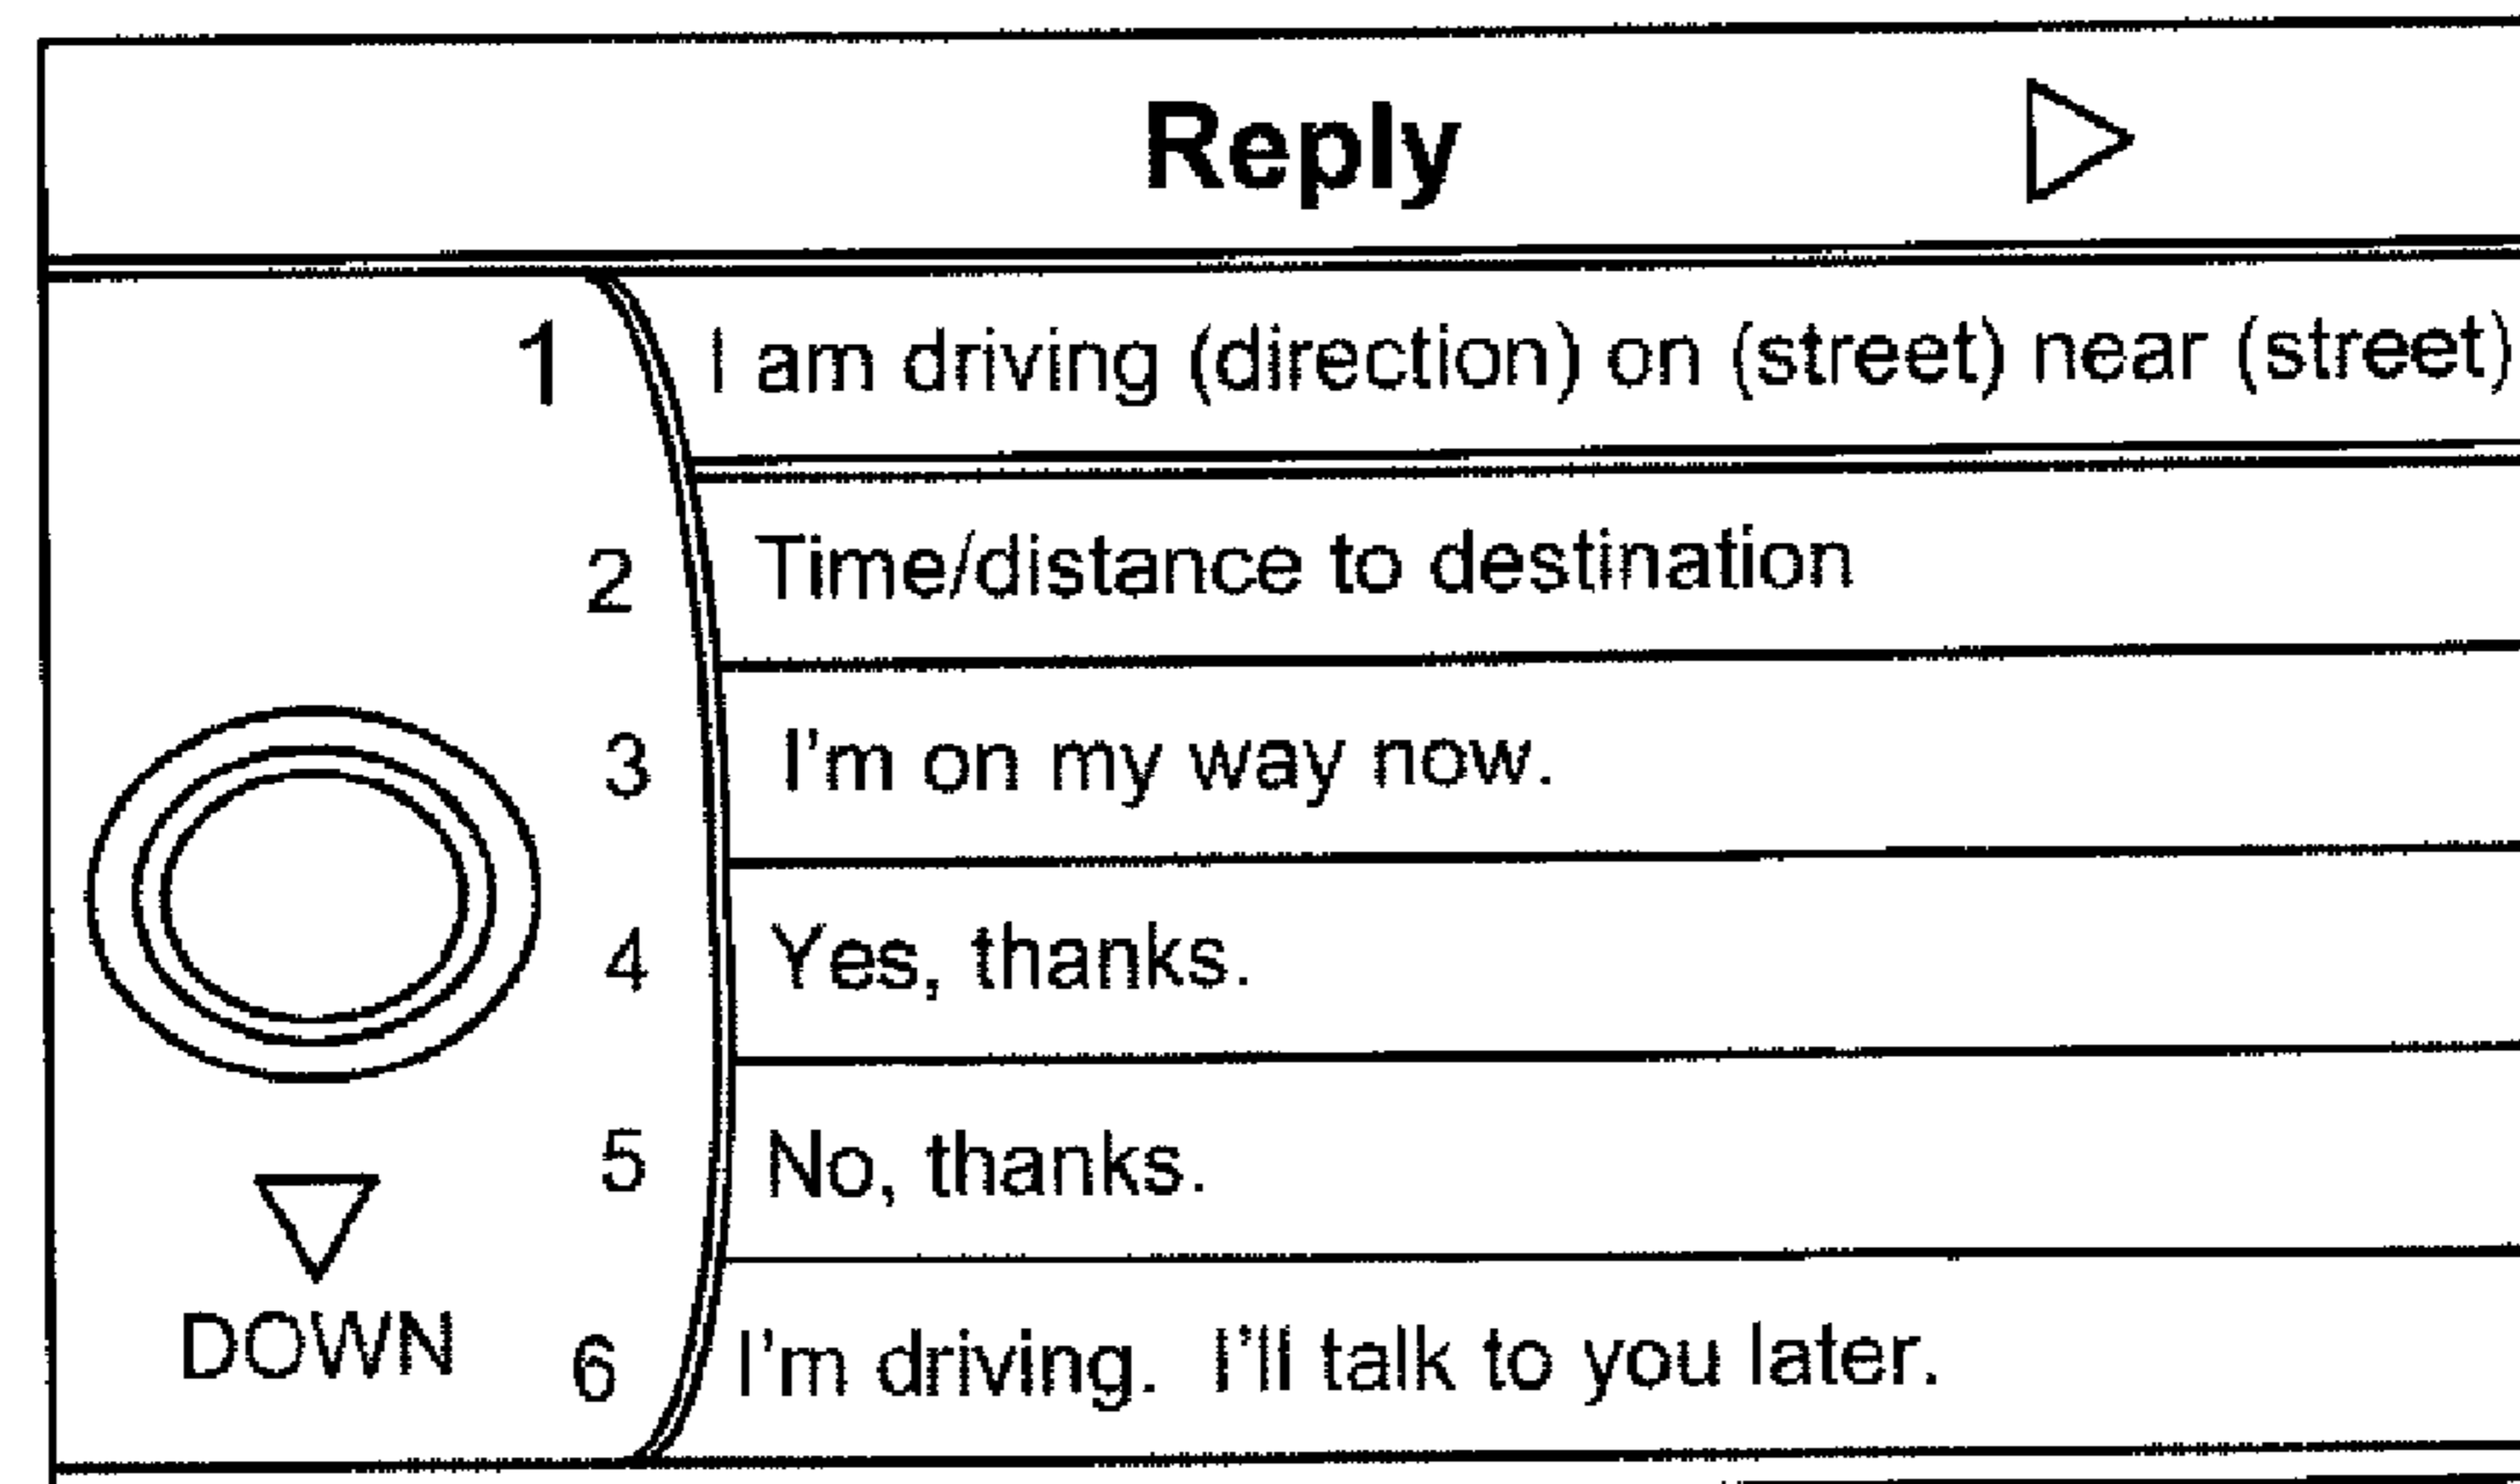 Reply
1 I am driving (direction) on (street) near (street)
2 Time/distance to destination
3 I'm on my way now.
4 Yes, thanks.
5 No, thanks.
DOWN
6 I'm driving. I'll talk to you later.